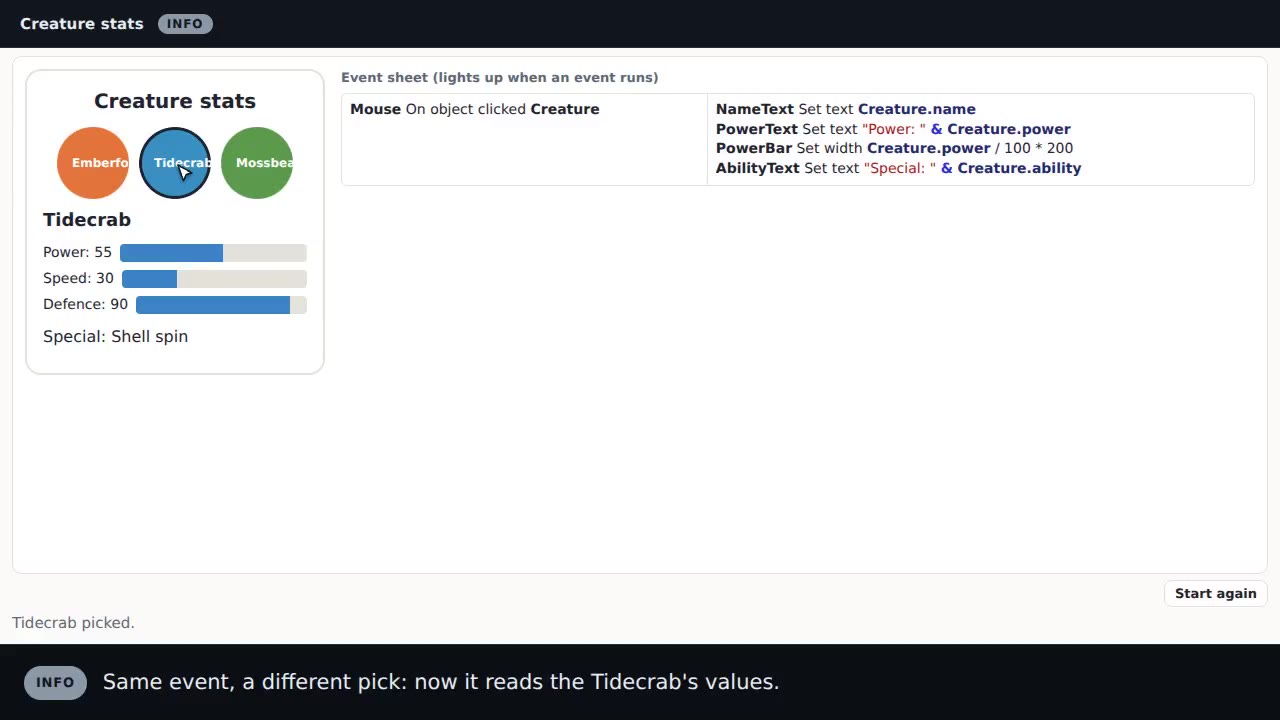 Creature stats INFO
Creature stats
Emberfo Tidecrab Mossbea
Tidecrab
Power: 55
Speed: 30
Defence: 90
Special: Shell spin
Event sheet (lights up when an event runs)
Mouse On object clicked Creature
NameText Set text Creature.name
PowerText Set text "Power: " & Creature.power
PowerBar Set width Creature.power / 100 * 200
AbilityText Set text "Special: " & Creature.ability
Start again
Tidecrab picked.
INFO Same event, a different pick: now it reads the Tidecrab's values.